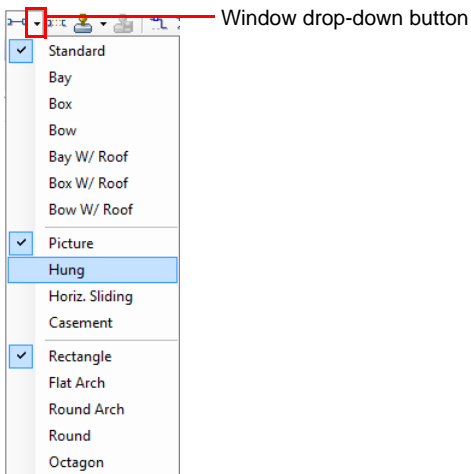 Window drop-down button
Standard
Bay
Box
Bow
Bay W/ Roof
Box W/ Roof
Bow W/ Roof
Picture
Hung
Horiz. Sliding
Casement
Rectangle
Flat Arch
Round Arch
Round
Octagon